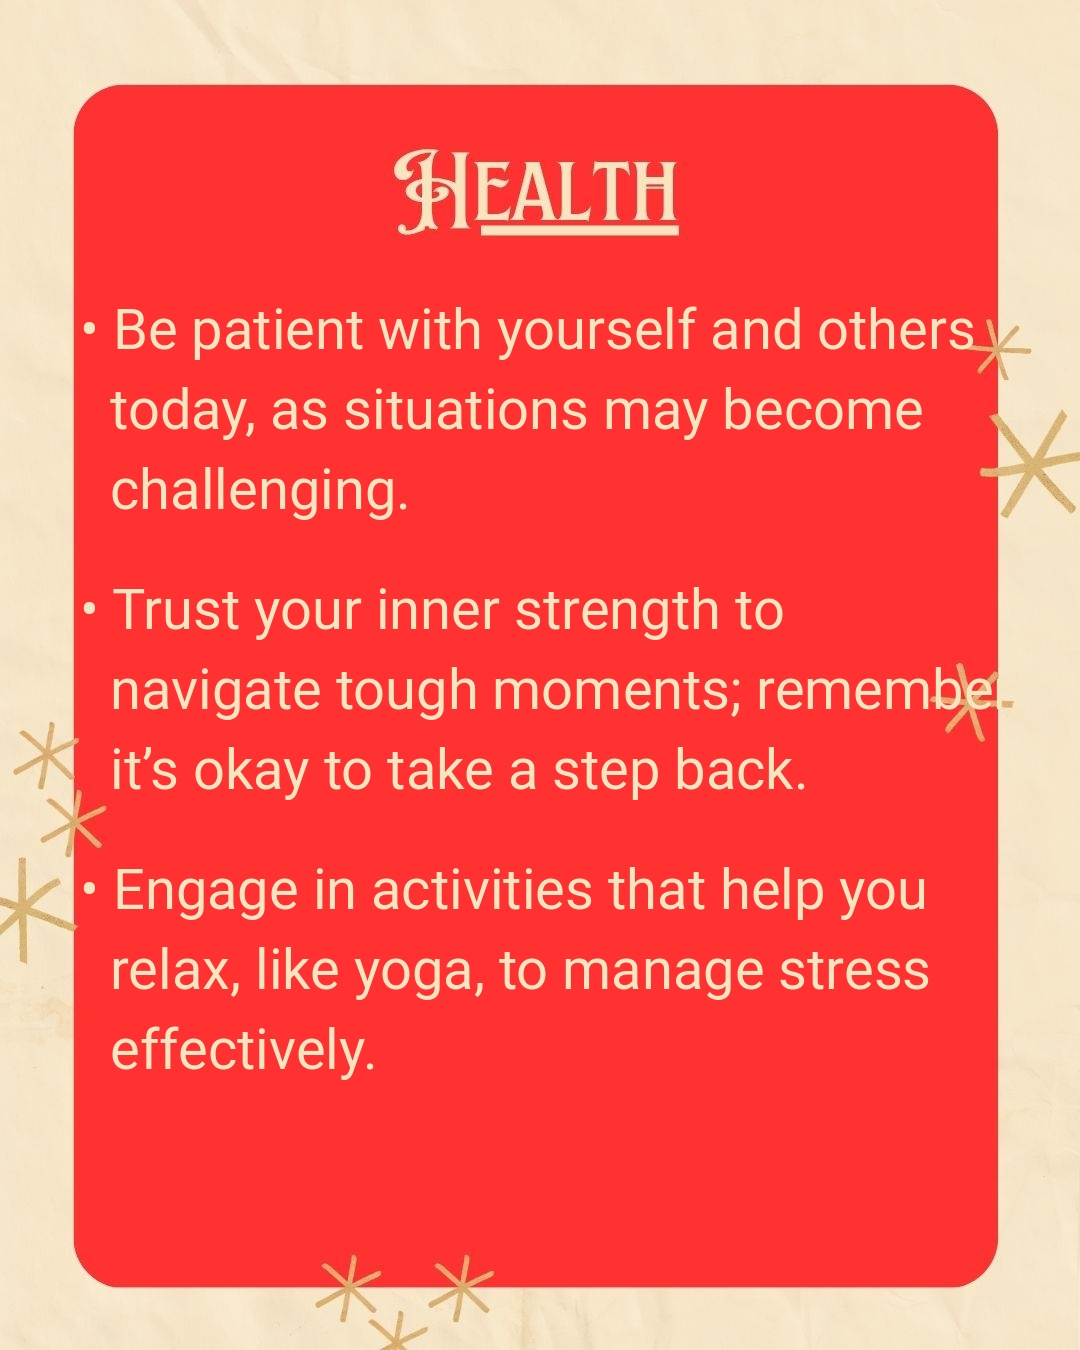 Health
• Be patient with yourself and others
today, as situations may become
challenging.
• Trust your inner strength to
navigate tough moments; remember
it’s okay to take a step back.
• Engage in activities that help you
relax, like yoga, to manage stress
effectively.